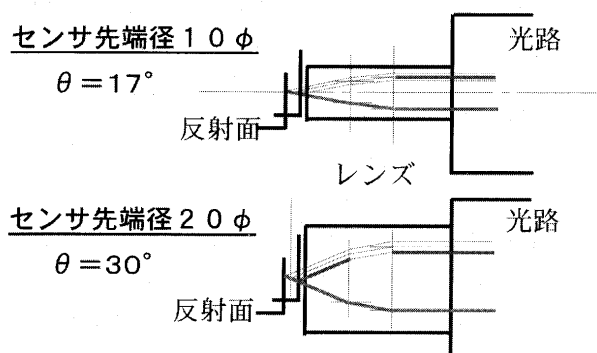 センサ先端径１０φ
光路
θ＝17°
反射面
レンズ
センサ先端径２０φ
光路
θ＝30°
反射面